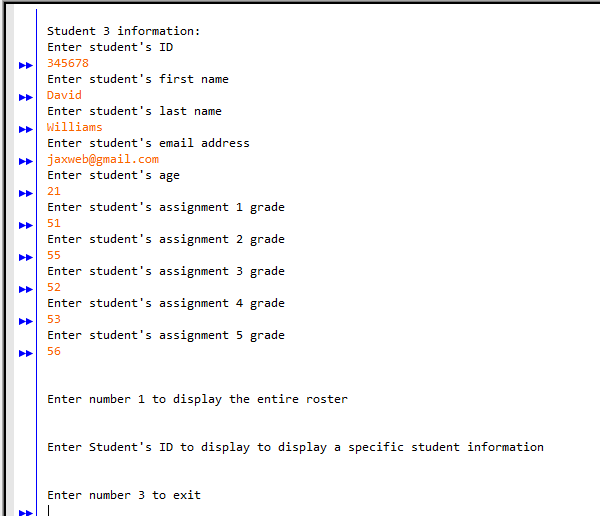 Student 3 information:
Enter student's ID
345678
Enter student's first name
David
Enter student's last name
Williams
Enter student's email address
jaxweb@gmail.com
Enter student's age
21
Enter student's assignment 1 grade
51
Enter student's assignment 2 grade
55
Enter student's assignment 3 grade
52
Enter student's assignment 4 grade
53
Enter student's assignment 5 grade
56
Enter number 1 to display the entire roster
Enter Student's ID to display to display a specific student information
Enter number 3 to exit